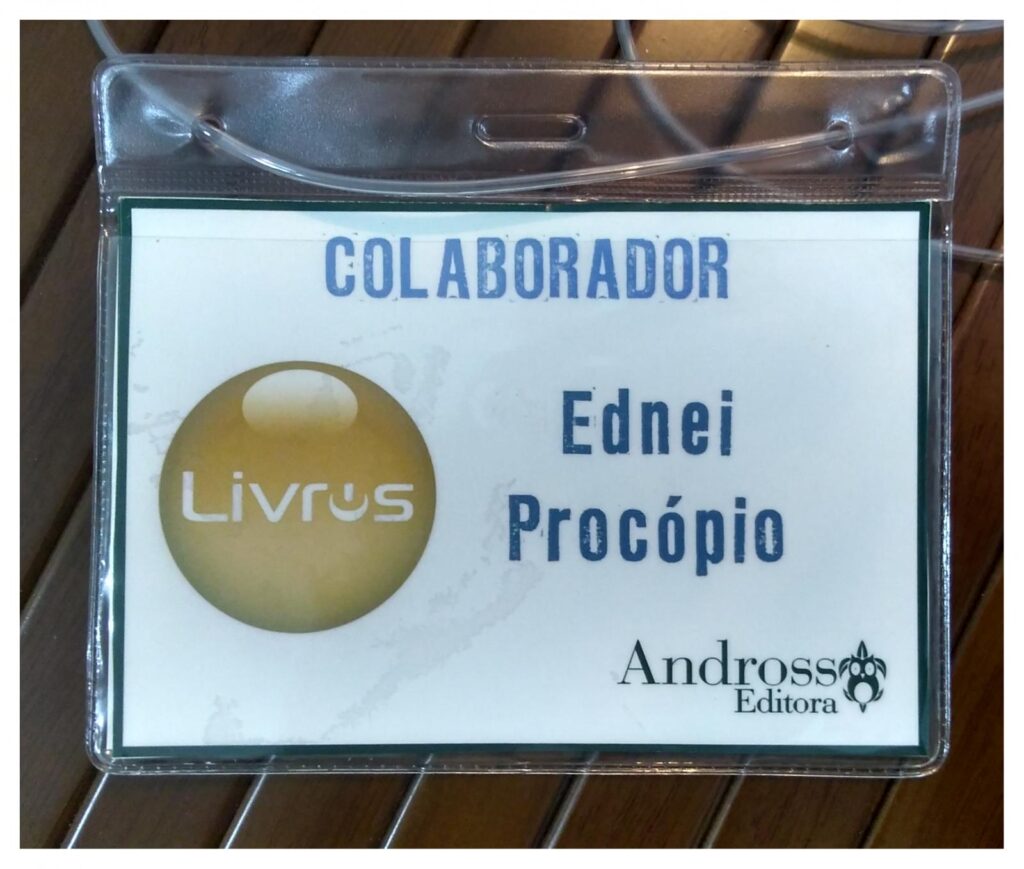 COLABORADOR
Livrus
Ednei
Procópio
Andross
Editora